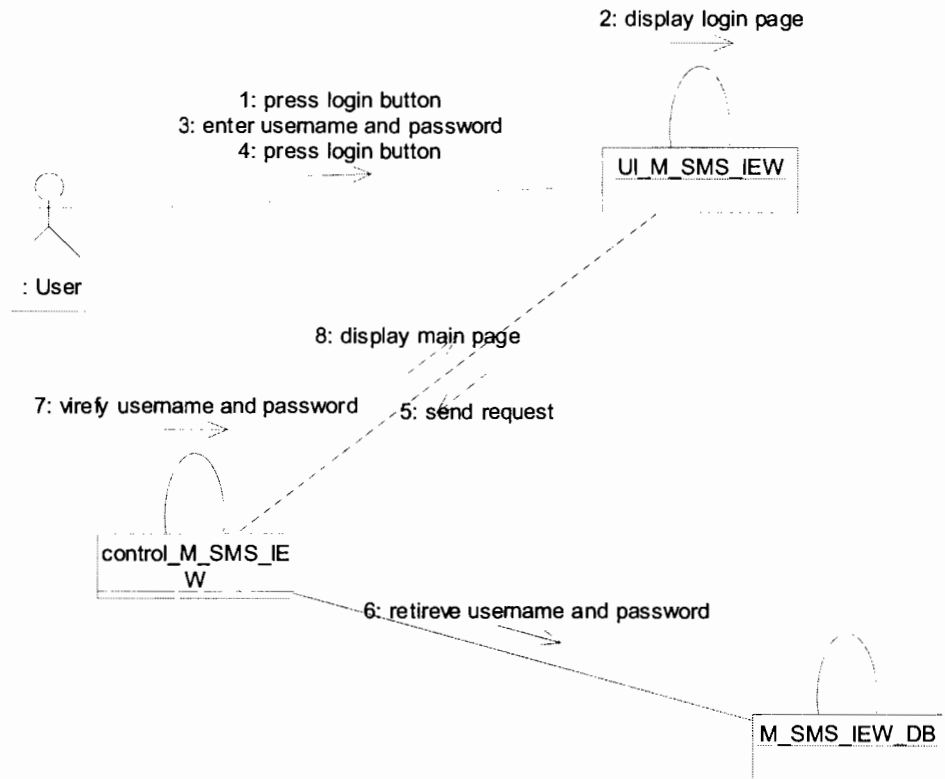 2: display login page
1: press login button
3: enter username and password
4: press login button
UI_M_SMS_IEW
: User
8: display main page
7: virefy username and password
5: send request
control_M_SMS_IE
W
6: retireve username and password
M_SMS_IEW_DB